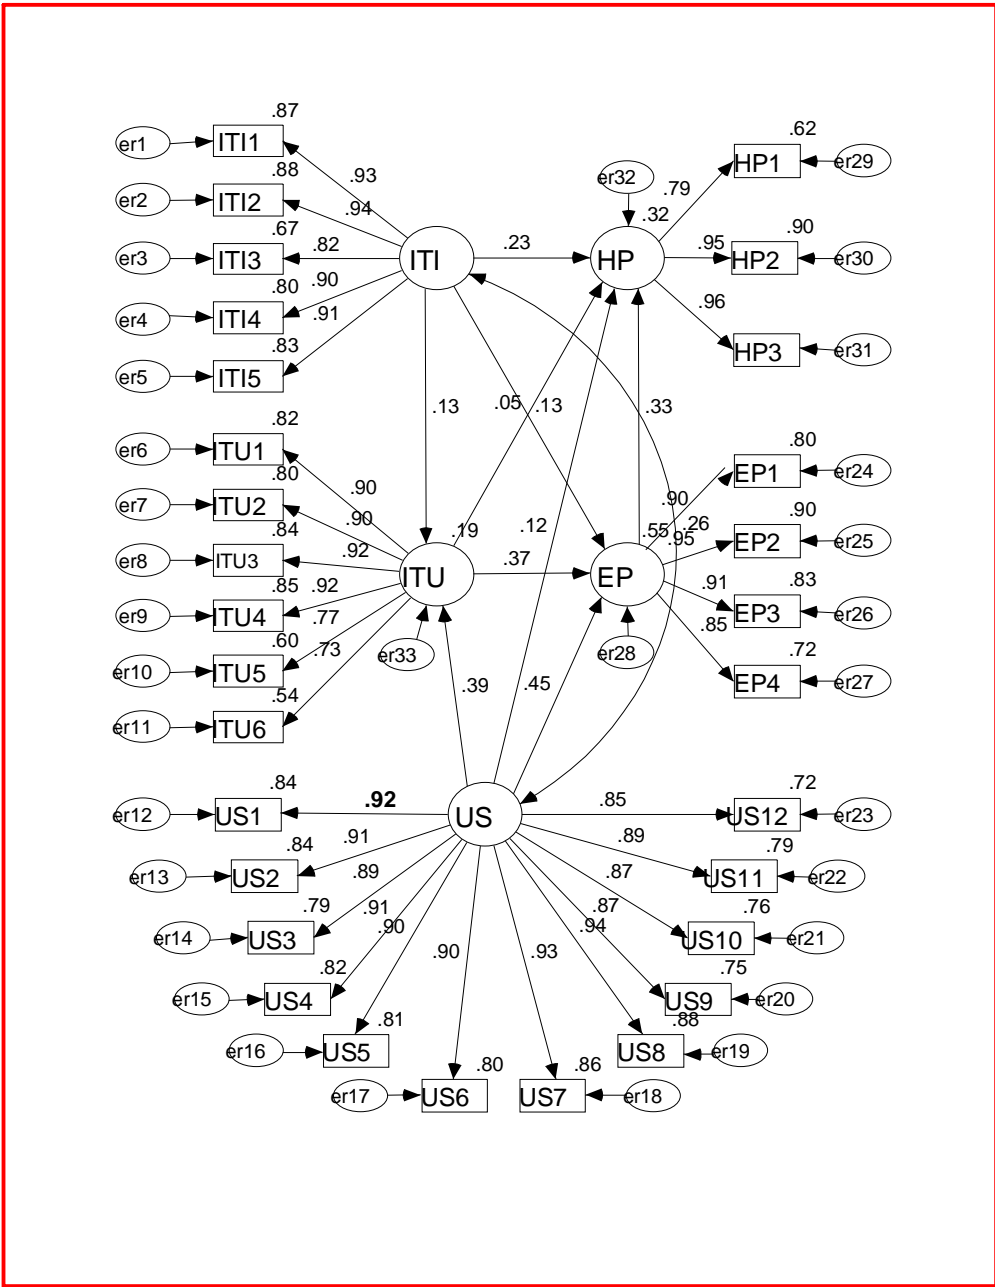 .87
er1 ITI1 .62
.93 HP1 er29
.88 er32 .79
er2 ITI2 .94 .32
.67 .90
.82 .23 .95
er3 ITI3 ITI HP HP2 er30
.80 .90
er4 ITI4 .91 .96
.83 HP3 er31
er5 ITI5
.13 .05 .13 .33
.82
er6 ITU1 .80
.80 .90 EP1 er24
er7 ITU2 .90 .90
.84 .92 .19 .12 .55 .26 .90
er8 ITU3 .95 EP2 er25
.85 .92 ITU .37 EP .91 .83
er9 ITU4 .77 .85 EP3 er26
.60 .73 er33 er28 .72
er10 ITU5 .39 .45 EP4 er27
.54
er11 ITU6
.84 .72
er12 US1 .92 US .85 US12 er23
.84 .91 .89 .79
er13 US2 .89 .87 US11 er22
.79 .91 .87 .76
er14 US3 .90 .94 US10 er21
.82 .90 .93 .75
er15 US4 US9 er20
.81 .88
er16 US5 US8 er19
.80 .86
er17 US6 US7 er18